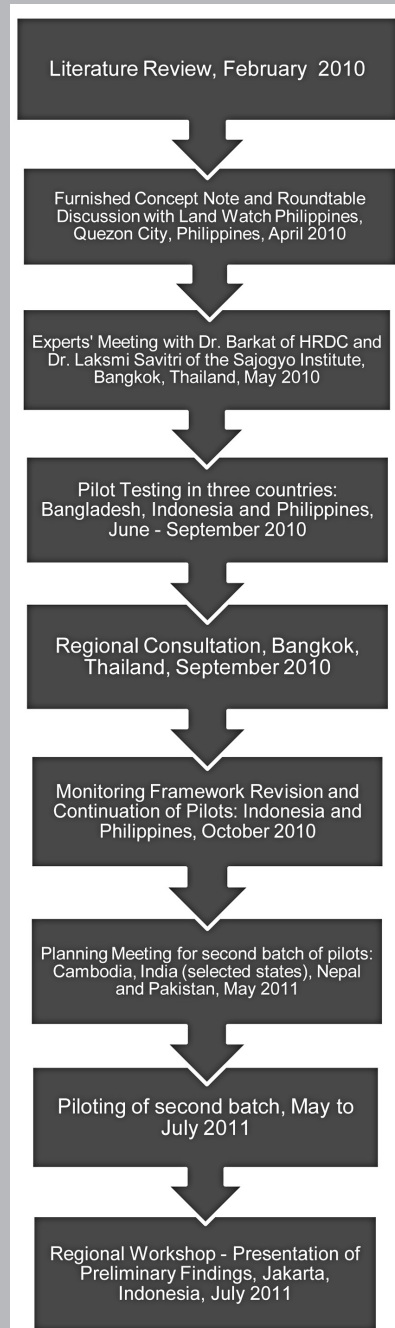 Literature Review, February 2010
Furnished Concept Note and Roundtable
Discussion with Land Watch Philippines,
Quezon City, Philippines, April 2010
Experts' Meeting with Dr. Barkat of HRDC and
Dr. Laksmi Savitri of the Sajogyo Institute,
Bangkok, Thailand, May 2010
Pilot Testing in three countries:
Bangladesh, Indonesia and Philippines,
June - September 2010
Regional Consultation, Bangkok,
Thailand, September 2010
Monitoring Framework Revision and
Continuation of Pilots: Indonesia and
Philippines, October 2010
Planning Meeting for second batch of pilots:
Cambodia, India (selected states), Nepal
and Pakistan, May 2011
Piloting of second batch, May to
July 2011
Regional Workshop - Presentation of
Preliminary Findings, Jakarta,
Indonesia, July 2011